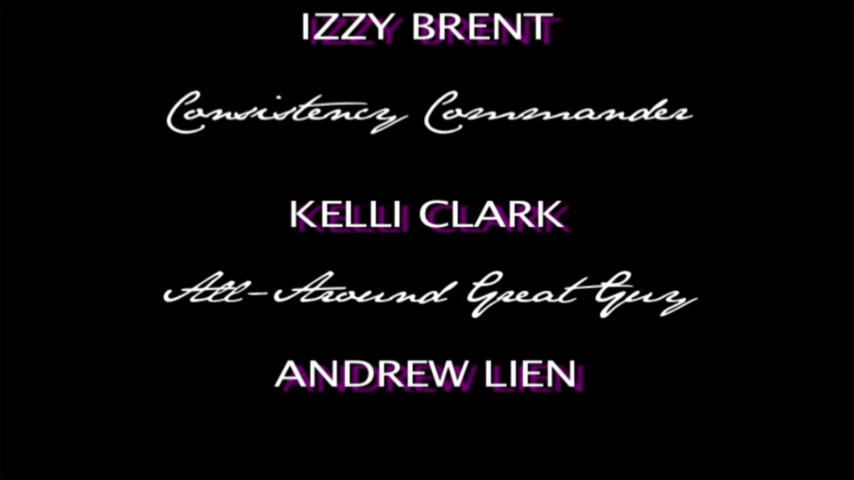 IZZY BRENT
Consistency Commander
KELLI CLARK
All-Around Great Guy
ANDREW LIEN